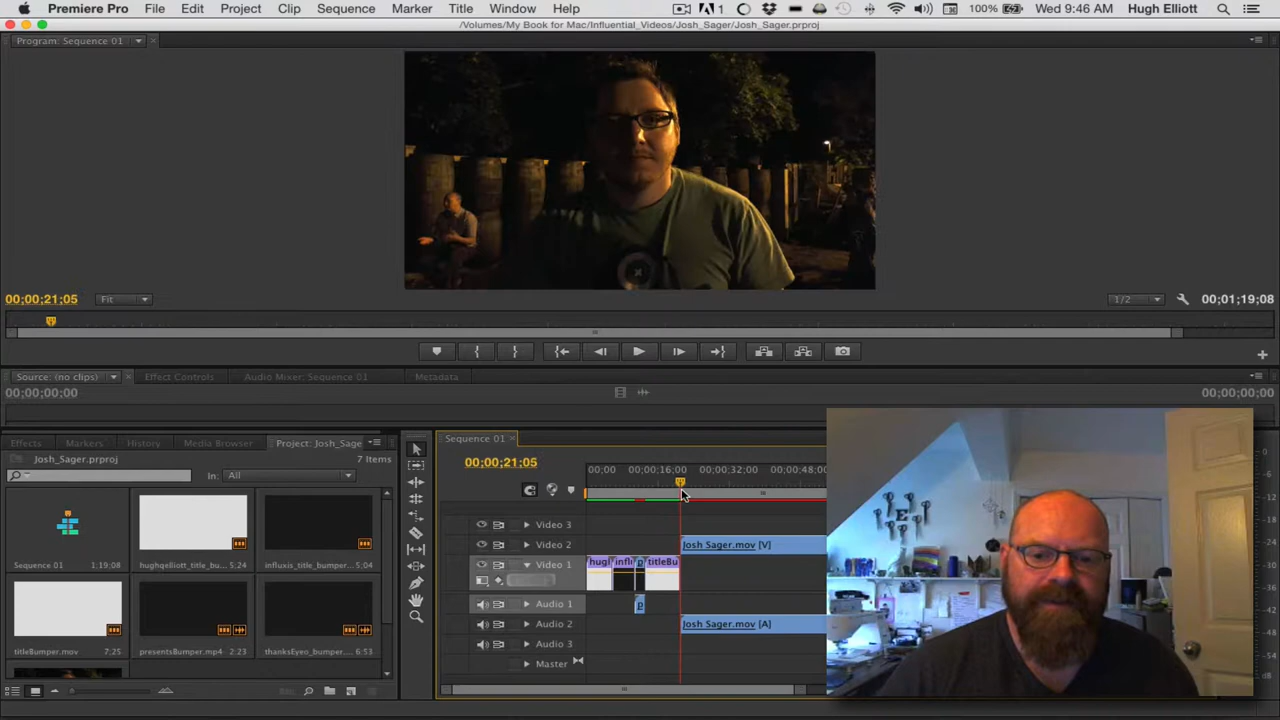 Premiere Pro File Edit Project Clip Sequence Marker Title Window Help 1 100% Wed 9:46 AM Hugh Elliott
/Volumes/My Book for Mac/Influential_Videos/Josh_Sager/Josh_Sager.prproj
Program: Sequence 01
00;00;21;05 Fit 1/2 00;01;19;08
Source: (no clips) Effect Controls Audio Mixer: Sequence 01 Metadata
00;00;00;00 00;00;00;00
Effects Markers History Media Browser Project: Josh_Sage
Josh_Sager.prproj 7 Items
In: All
Sequence 01 1:19:08
hughqelliott_title_bu... 5:24
influxis_title_bumper... 5:04
titleBumper.mov 7:25
presentsBumper.mp4 2:23
thanksEyeo_bumper.... 6:53
Sequence 01
00;00;21;05 00;00 00;00;16;00 00;00;32;00 00;00;48;00
Video 3
Video 2 Josh Sager.mov [V]
Video 1 hugl infl p titleBu
Audio 1 p
Audio 2 Josh Sager.mov [A]
Audio 3
Master
0
E